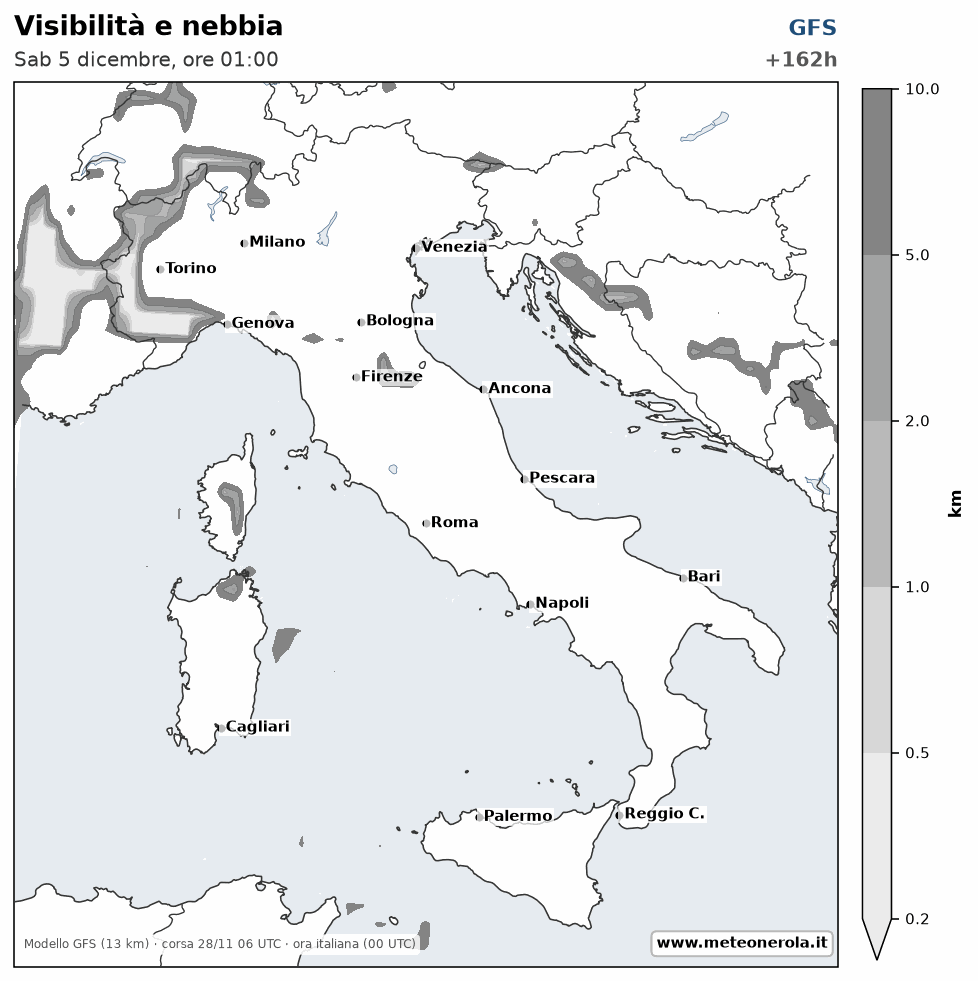 Visibilità e nebbia
GFS
Sab 5 dicembre, ore 01:00
+162h
10.0
5.0
2.0
1.0
0.5
0.2
km
Milano
Venezia
Torino
Genova
Bologna
Firenze
Ancona
Pescara
Roma
Bari
Napoli
Cagliari
Palermo
Reggio C.
Modello GFS (13 km) · corsa 28/11 06 UTC · ora italiana (00 UTC)
www.meteonerola.it